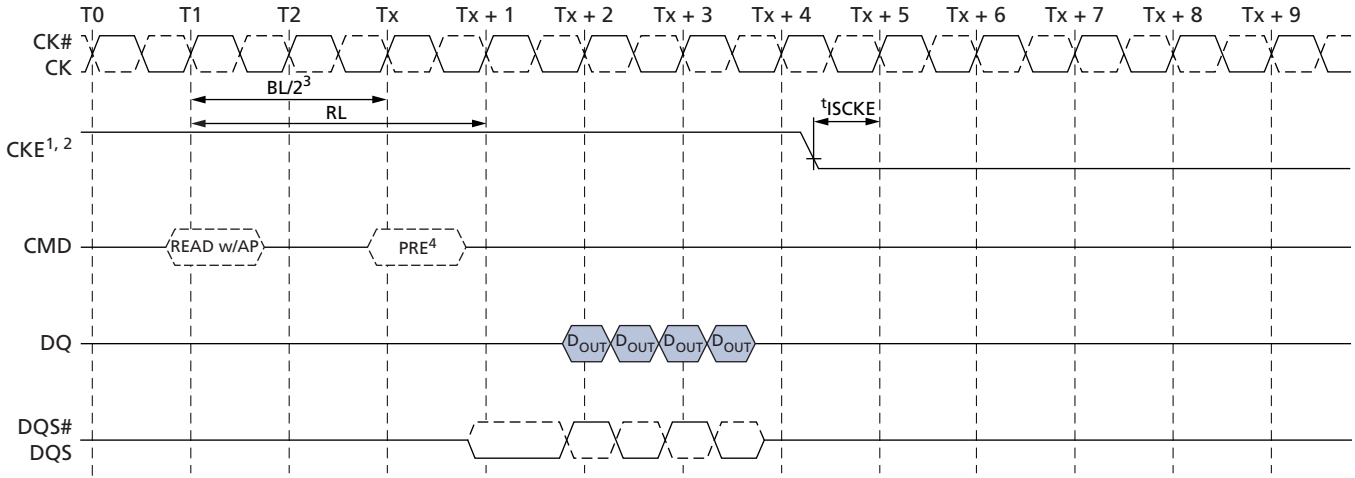 T0 T1 T2 Tx Tx + 1 Tx + 2 Tx + 3 Tx + 4 Tx + 5 Tx + 6 Tx + 7 Tx + 8 Tx + 9
CK#
CK
BL/2³
RL
tISCKE
CKE1, 2
CMD READ w/AP PRE⁴
DQ DOUT DOUT DOUT DOUT
DQS#
DQS